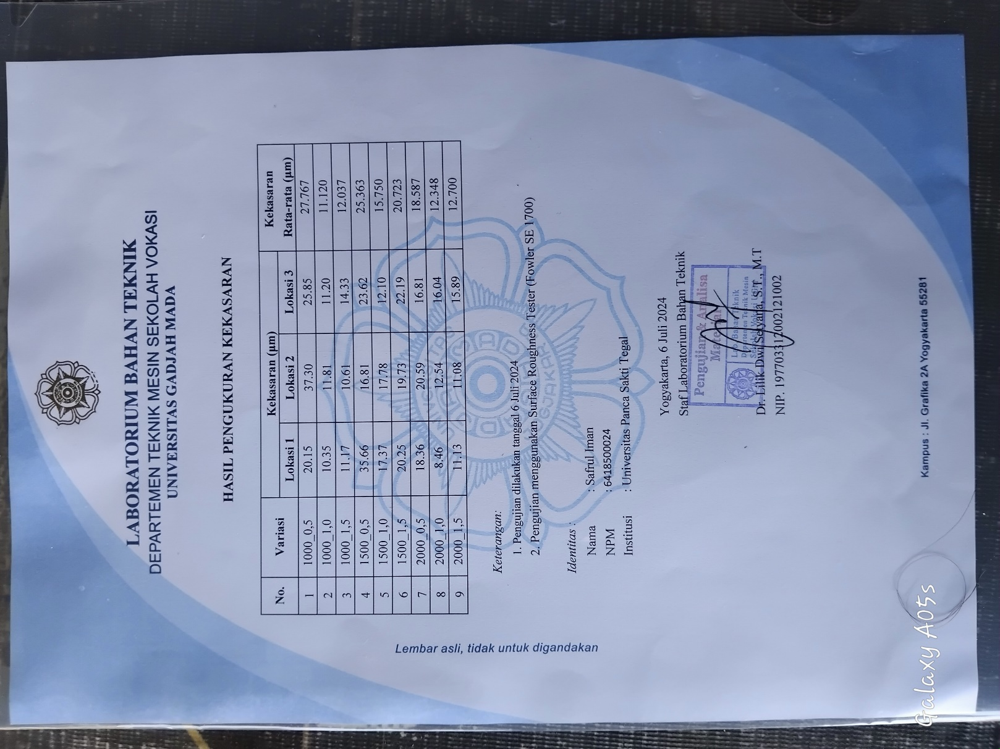 LABORATORIUM BAHAN TEKNIK
DEPARTEMEN TEKNIK MESIN SEKOLAH VOKASI
UNIVERSITAS GADJAH MADA
HASIL PENGUKURAN KEKASARAN
No. Variasi Kekasaran (µm) Kekasaran
Lokasi 1 Lokasi 2 Lokasi 3 Rata-rata (µm)
1 1000_0,5 20.15 37.30 25.85 27.767
2 1000_1,0 10.35 11.81 11.20 11.120
3 1000_1,5 11.17 10.61 14.33 12.037
4 1500_0,5 35.66 16.81 23.62 25.363
5 1500_1,0 17.37 17.78 12.10 15.750
6 1500_1,5 20.25 19.73 22.19 20.723
7 2000_0,5 18.36 20.59 16.81 18.587
8 2000_1,0 8.46 12.54 16.04 12.348
9 2000_1,5 11.13 11.08 15.89 12.700
Keterangan:
1. Pengujian dilakukan tanggal 6 Juli 2024
2. Pengujian menggunakan Surface Roughness Tester (Fowler SE 1700)
Identitas :
Nama : Safrul Iman
NPM : 6418500024
Institusi : Universitas Panca Sakti Tegal
Yogyakarta, 6 Juli 2024
Staf Laboratorium Bahan Teknik
Pengujian & Analisa
Material
Lab Bahan Teknik
Departemen Teknik Mesin
Sekolah Vokasi UGM
Dr. Lilik Dwi Setyana, S.T., M.T
NIP. 197703312002121002
Lembar asli, tidak untuk digandakan
Kampus : Jl. Grafika 2A Yogyakarta 55281
Galaxy A05s